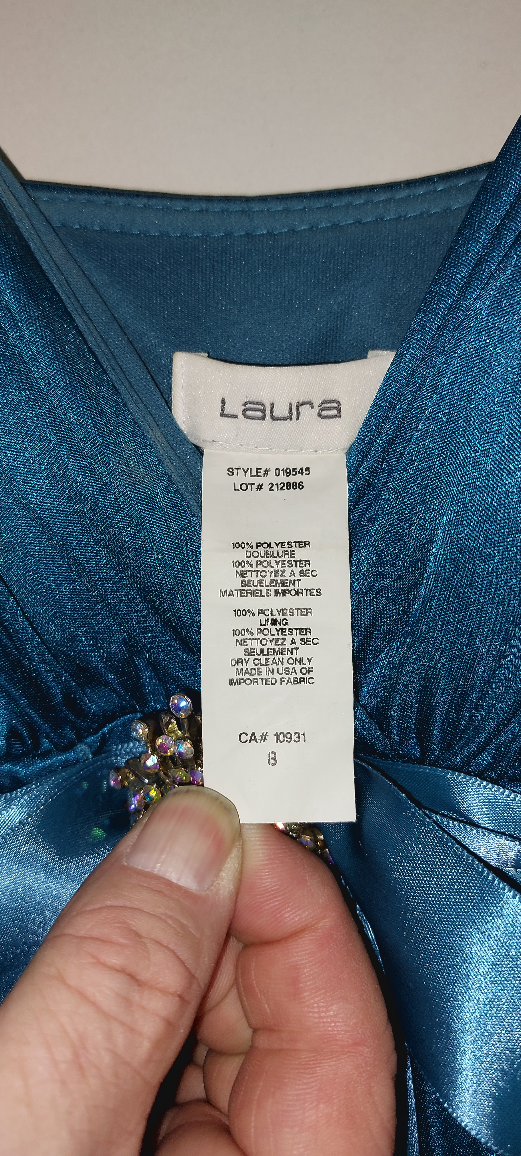 Laura
STYLE# 019545
LOT# 212886
100% POLYESTER
DOUBLURE
100% POLYESTER
NETTOYEZ A SEC
SEUELEMENT
MATERIELS IMPORTES
100% POLYESTER
LINING
100% POLYESTER
NETTOYEZ A SEC
SEULEMENT
DRY CLEAN ONLY
MADE IN USA OF
IMPORTED FABRIC
CA# 10931
8